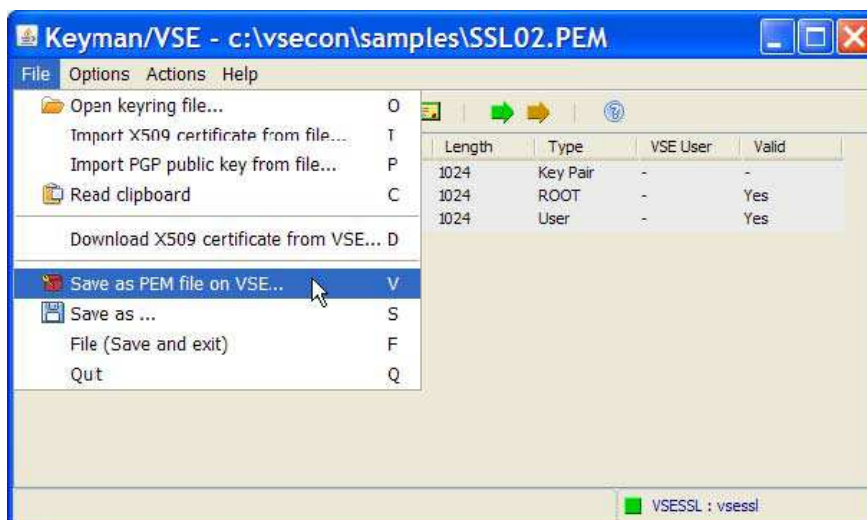 Keyman/VSE - c:\vsecon\samples\SSL02.PEM
File Options Actions Help
Open keyring file... O
Import X509 certificate from file... I
Import PGP public key from file... P
Read clipboard C
Download X509 certificate from VSE... D
Save as PEM file on VSE... V
Save as ... S
File (Save and exit) F
Quit Q
Length Type VSE User Valid
1024 Key Pair - -
1024 ROOT - Yes
1024 User - Yes
VSESSL : vsessl